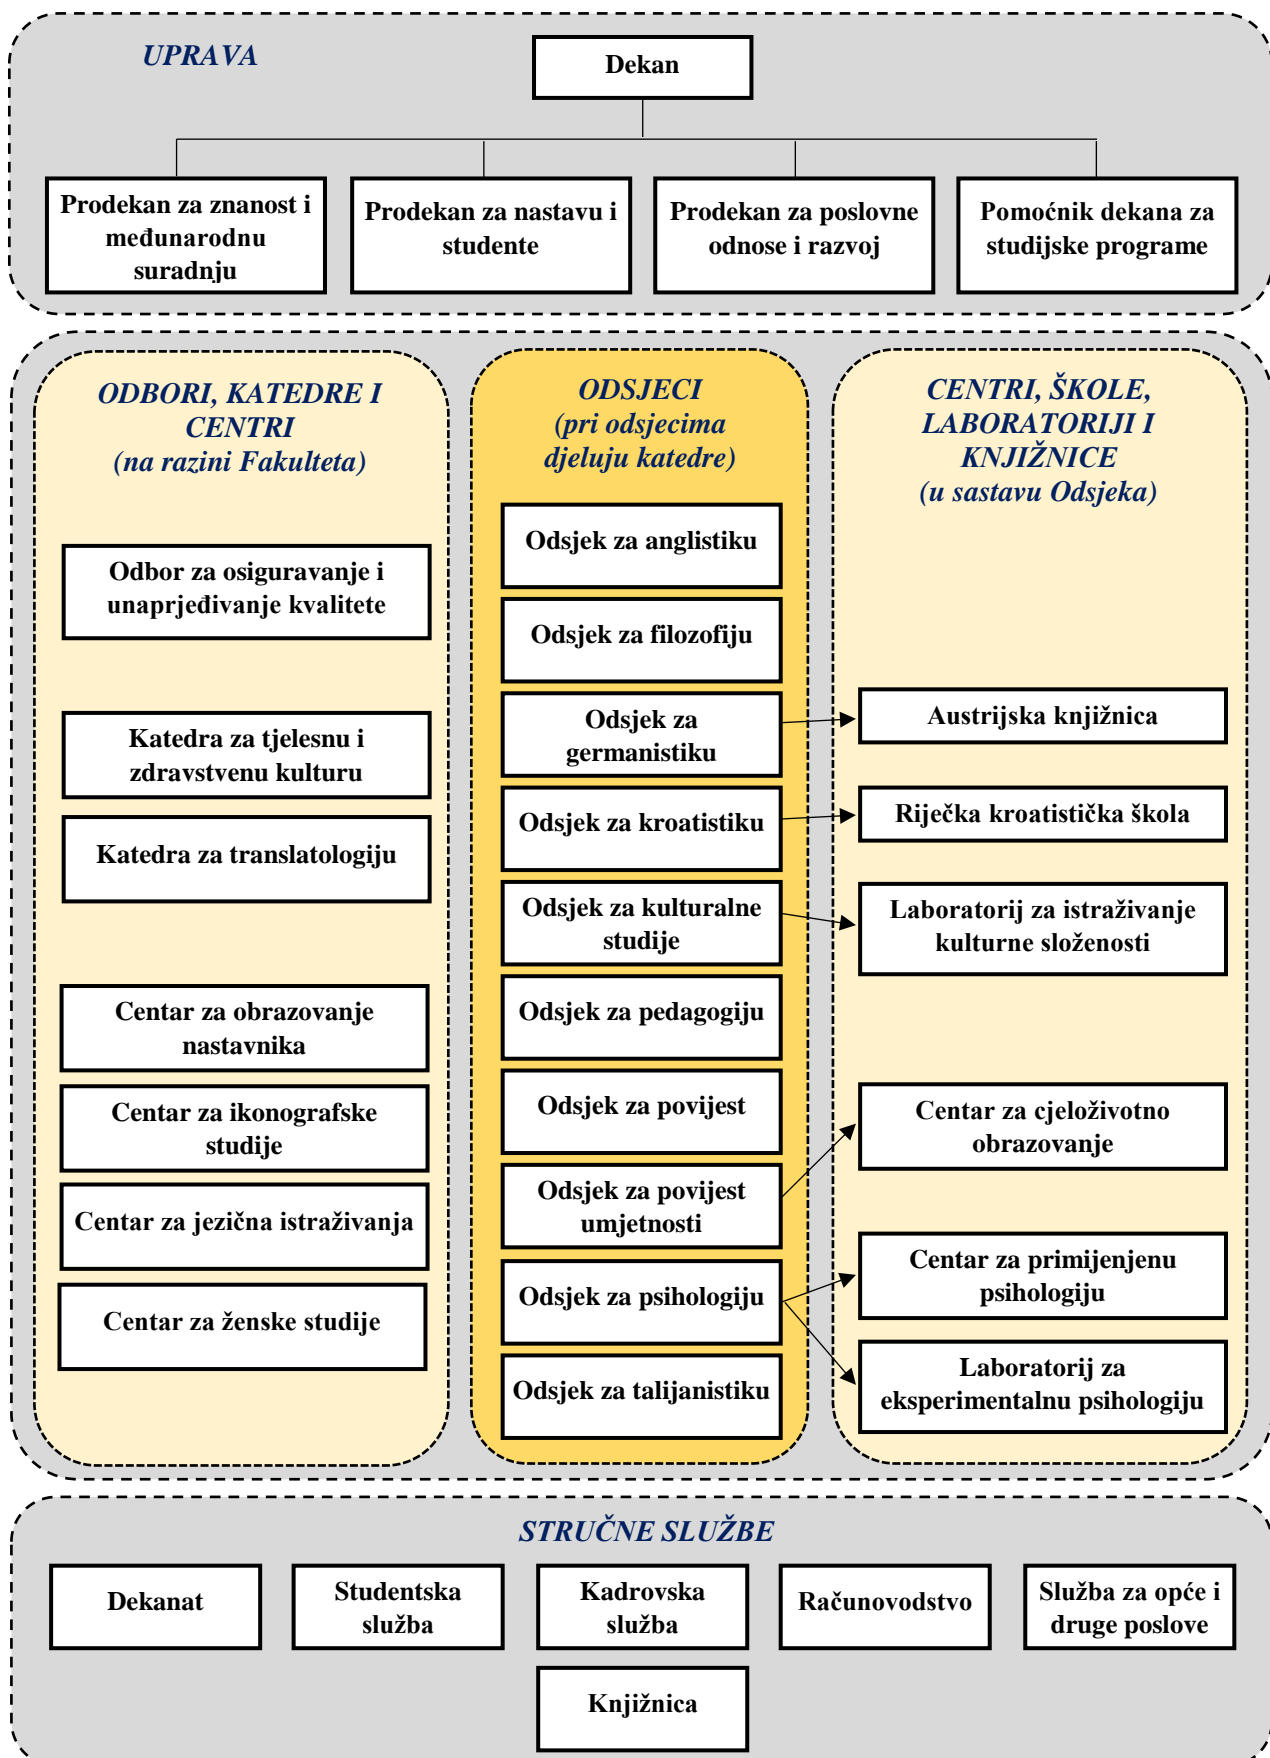 UPRAVA
Dekan
Prodekan za znanost i
međunarodnu
suradnju
Prodekan za nastavu i
studente
Prodekan za poslovne
odnose i razvoj
Pomoćnik dekana za
studijske programe
ODBORI, KATEDRE I
CENTRI
(na razini Fakulteta)
Odbor za osiguravanje i
unaprjeđivanje kvalitete
Katedra za tjelesnu i
zdravstvenu kulturu
Katedra za translatologiju
Centar za obrazovanje
nastavnika
Centar za ikonografske
studije
Centar za jezična istraživanja
Centar za ženske studije
ODSJECI
(pri odsjecima
djeluju katedre)
Odsjek za anglistiku
Odsjek za filozofiju
Odsjek za
germanistiku
Odsjek za kroatistiku
Odsjek za kulturalne
studije
Odsjek za pedagogiju
Odsjek za povijest
Odsjek za povijest
umjetnosti
Odsjek za psihologiju
Odsjek za talijanistiku
CENTRI, ŠKOLE,
LABORATORIJI I
KNJIŽNICE
(u sastavu Odsjeka)
Austrijska knjižnica
Riječka kroatistička škola
Laboratorij za istraživanje
kulturne složenosti
Centar za cjeloživotno
obrazovanje
Centar za primijenjenu
psihologiju
Laboratorij za
eksperimentalnu psihologiju
STRUČNE SLUŽBE
Dekanat
Studentska
služba
Kadrovska
služba
Računovodstvo
Služba za opće i
druge poslove
Knjižnica